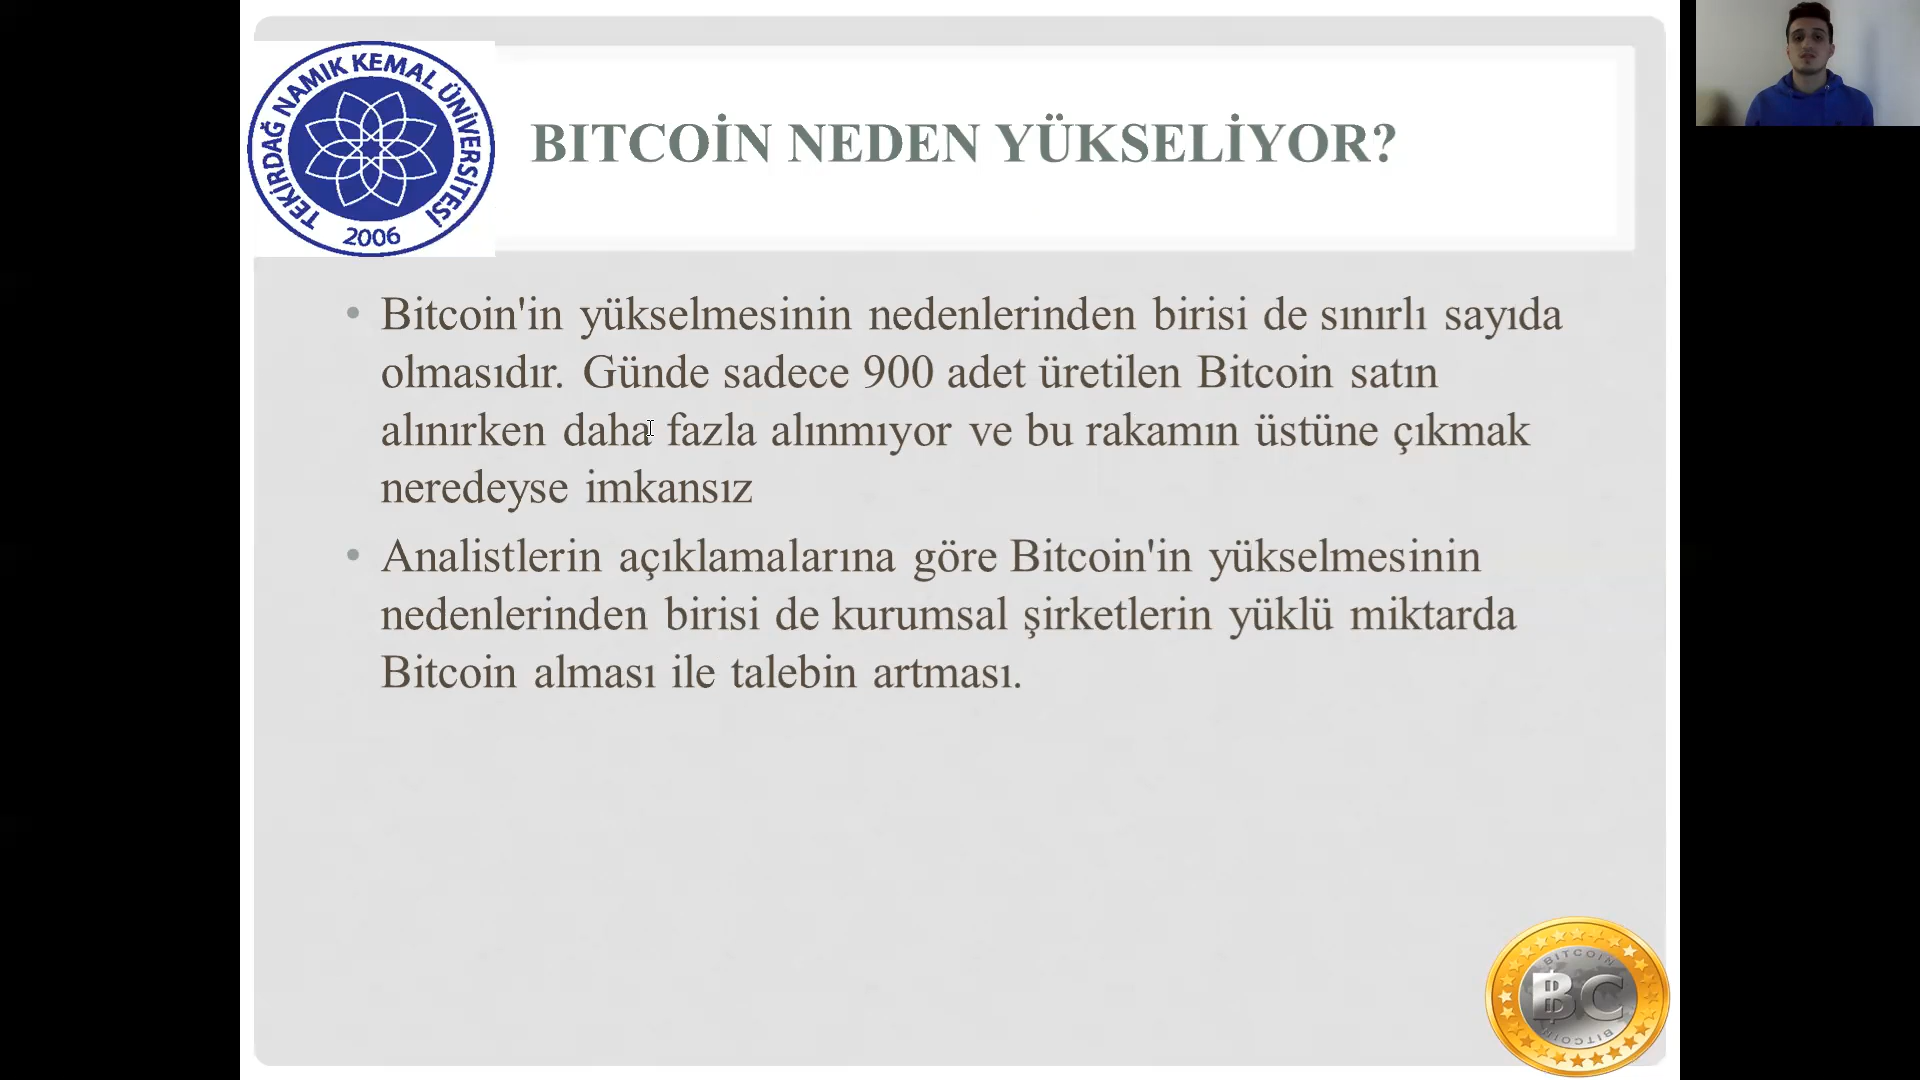 TEKİRDAĞ NAMIK KEMAL ÜNİVERSİTESİ
2006
BITCOİN NEDEN YÜKSELİYOR?
• Bitcoin'in yükselmesinin nedenlerinden birisi de sınırlı sayıda
olmasıdır. Günde sadece 900 adet üretilen Bitcoin satın
alınırken daha fazla alınmıyor ve bu rakamın üstüne çıkmak
neredeyse imkansız
• Analistlerin açıklamalarına göre Bitcoin'in yükselmesinin
nedenlerinden birisi de kurumsal şirketlerin yüklü miktarda
Bitcoin alması ile talebin artması.
BITCOIN
BC
BITCOIN